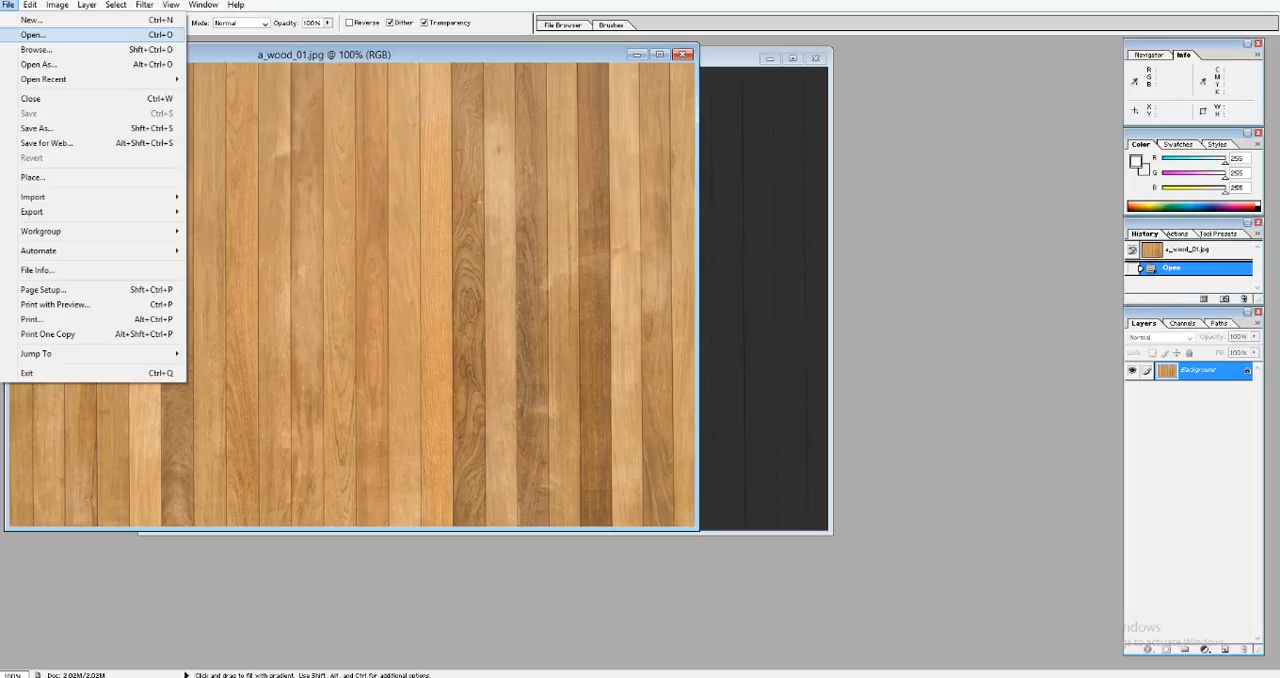 File Edit Image Layer Select Filter View Window Help
Mode: Normal Opacity: 100% Reverse Dither Transparency File Browser Brushes
New... Ctrl+N
Open... Ctrl+O
Browse... Shft+Ctrl+O
Open As... Alt+Ctrl+O
Open Recent
Close Ctrl+W
Save Ctrl+S
Save As... Shft+Ctrl+S
Save for Web... Alt+Shft+Ctrl+S
Revert
Place...
Import
Export
Workgroup
Automate
File Info...
Page Setup... Shft+Ctrl+P
Print with Preview... Ctrl+P
Print... Alt+Ctrl+P
Print One Copy Alt+Shft+Ctrl+P
Jump To
Exit Ctrl+Q
a_wood_01.jpg @ 100% (RGB)
Navigator Info
R : C :
G : M :
B : Y :
K :
X : W :
Y : H :
Color Swatches Styles
R 255
G 255
B 255
History Actions Tool Presets
a_wood_01.jpg
Open
Layers Channels Paths
Normal Opacity: 100%
Lock: Fill: 100%
Background
100% Doc: 2.02M/2.02M Click and drag to fill with gradient. Use Shift, Alt, and Ctrl for additional options.